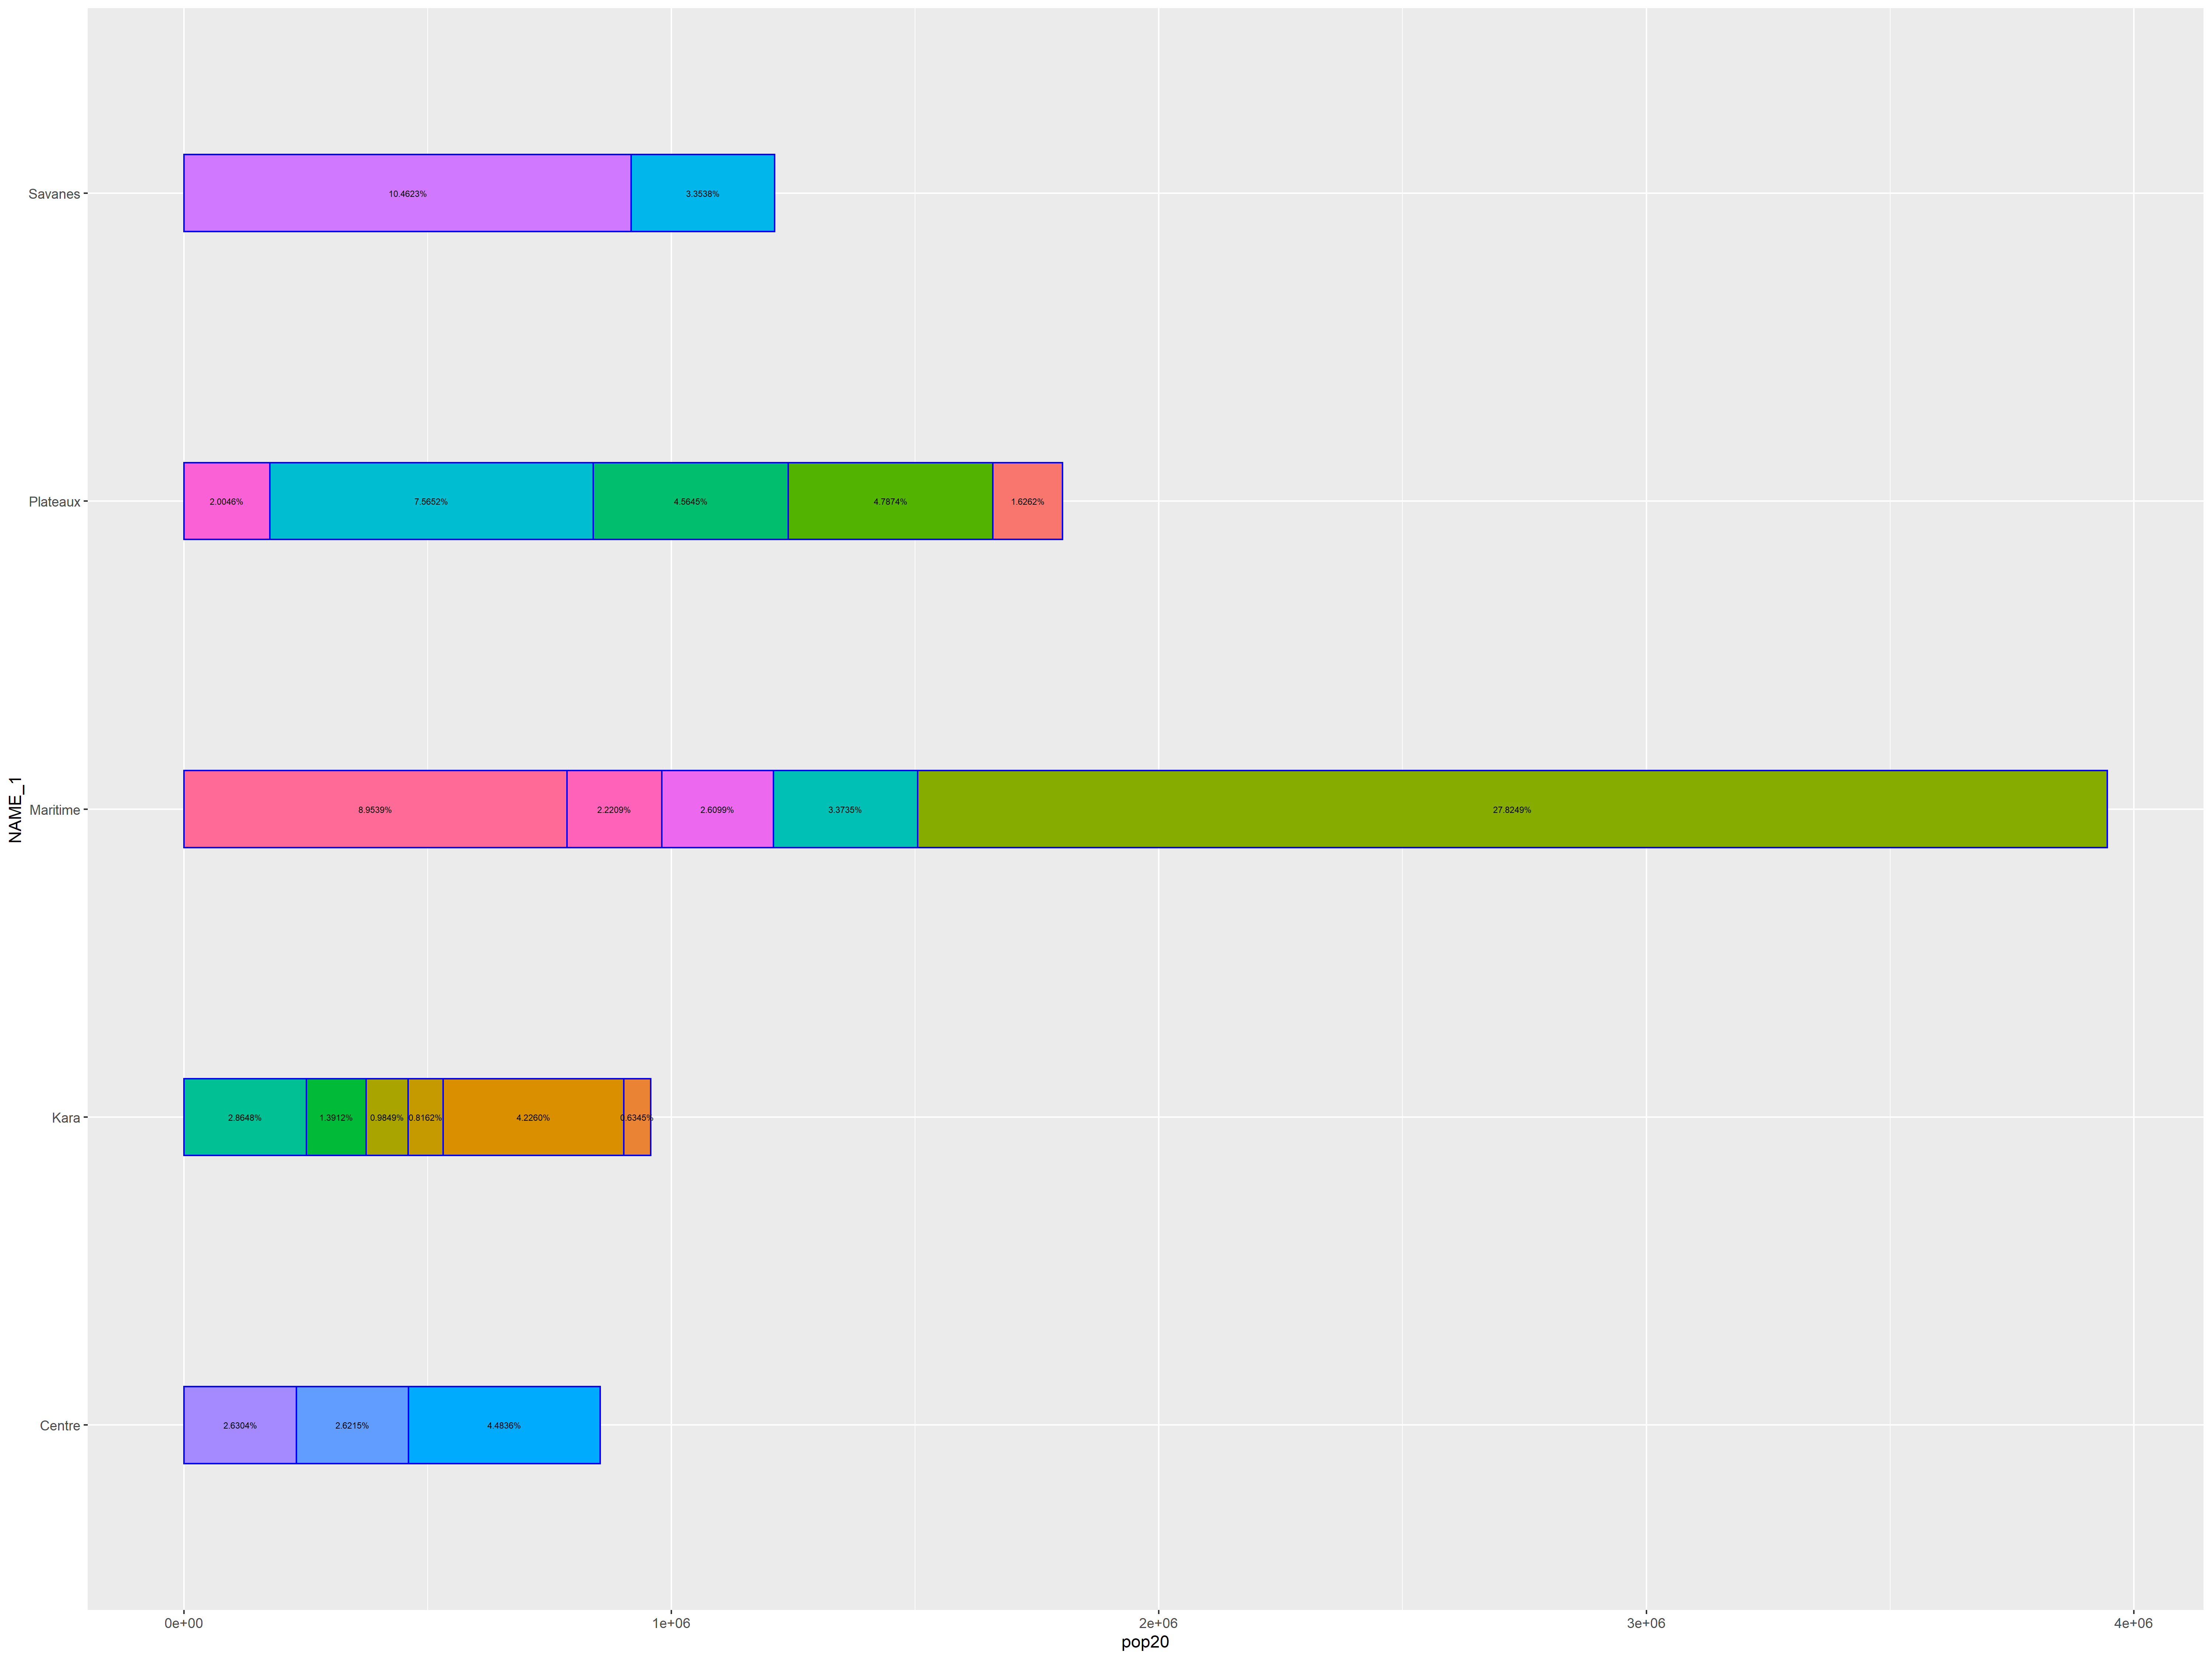 Savanes
10.4623%
3.3538%
Plateaux
2.0046%
7.5652%
4.5645%
4.7874%
1.6262%
NAME_1
Maritime
8.9539%
2.2209%
2.6099%
3.3735%
27.8249%
Kara
2.8648%
1.3912%
0.9849%
0.8162%
4.2260%
0.6345%
Centre
2.6304%
2.6215%
4.4836%
0e+00
1e+06
2e+06
3e+06
4e+06
pop20